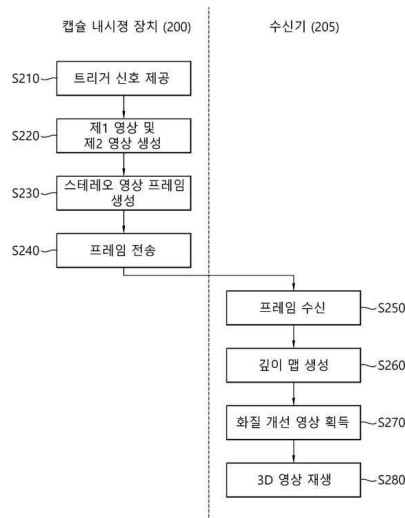 캡슐 내시경 장치 (200)
수신기 (205)
S210
트리거 신호 제공
S220
제1 영상 및
제2 영상 생성
S230
스테레오 영상 프레임
생성
S240
프레임 전송
프레임 수신
S250
깊이 맵 생성
S260
화질 개선 영상 획득
S270
3D 영상 재생
S280